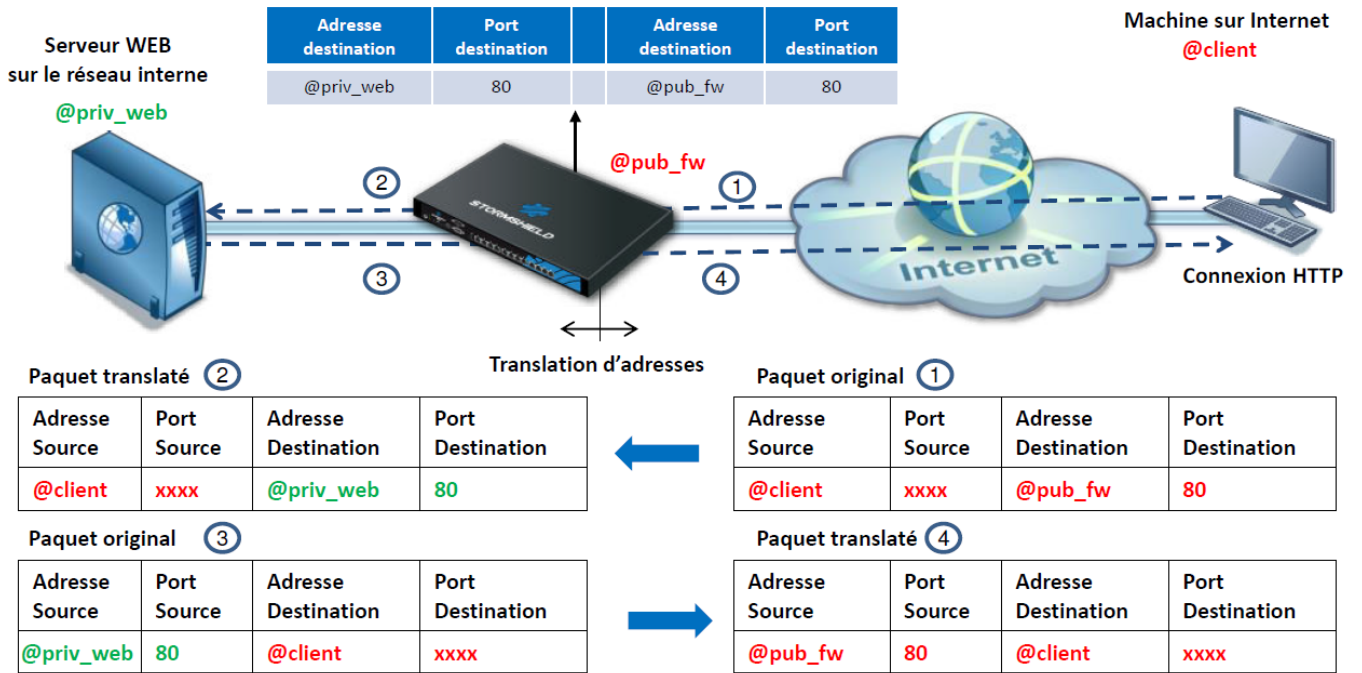 Serveur WEB
sur le réseau interne
@priv_web
Adresse destination | Port destination | | Adresse destination | Port destination
@priv_web | 80 | | @pub_fw | 80
Machine sur Internet
@client
@pub_fw
2
1
STORMSHIELD
3
4
Internet
Connexion HTTP
Translation d'adresses
Paquet translaté 2
Adresse Source | Port Source | Adresse Destination | Port Destination
@client | xxxx | @priv_web | 80
Paquet original 1
Adresse Source | Port Source | Adresse Destination | Port Destination
@client | xxxx | @pub_fw | 80
Paquet original 3
Adresse Source | Port Source | Adresse Destination | Port Destination
@priv_web | 80 | @client | xxxx
Paquet translaté 4
Adresse Source | Port Source | Adresse Destination | Port Destination
@pub_fw | 80 | @client | xxxx